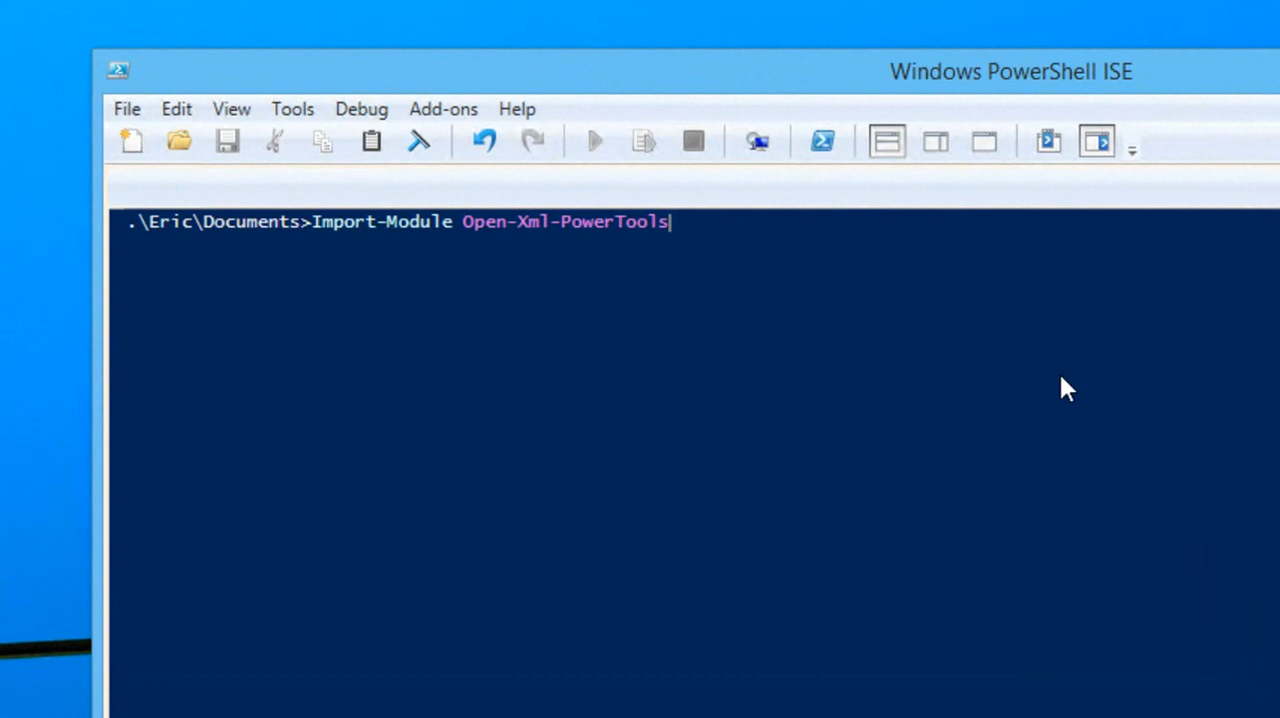 Windows PowerShell ISE
File Edit View Tools Debug Add-ons Help
.\Eric\Documents>Import-Module Open-Xml-PowerTools